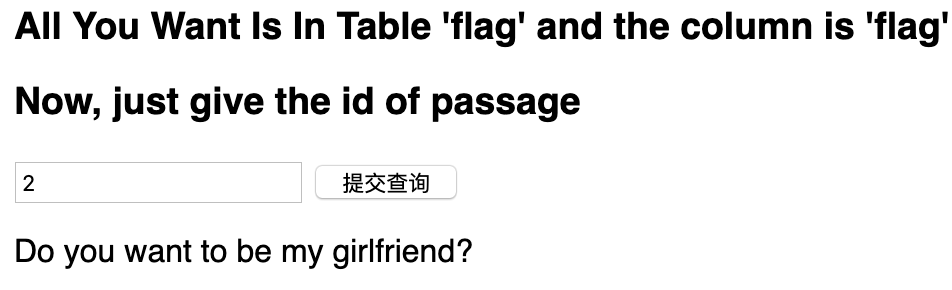 All You Want Is In Table 'flag' and the column is 'flag'
Now, just give the id of passage
2 提交查询
Do you want to be my girlfriend?